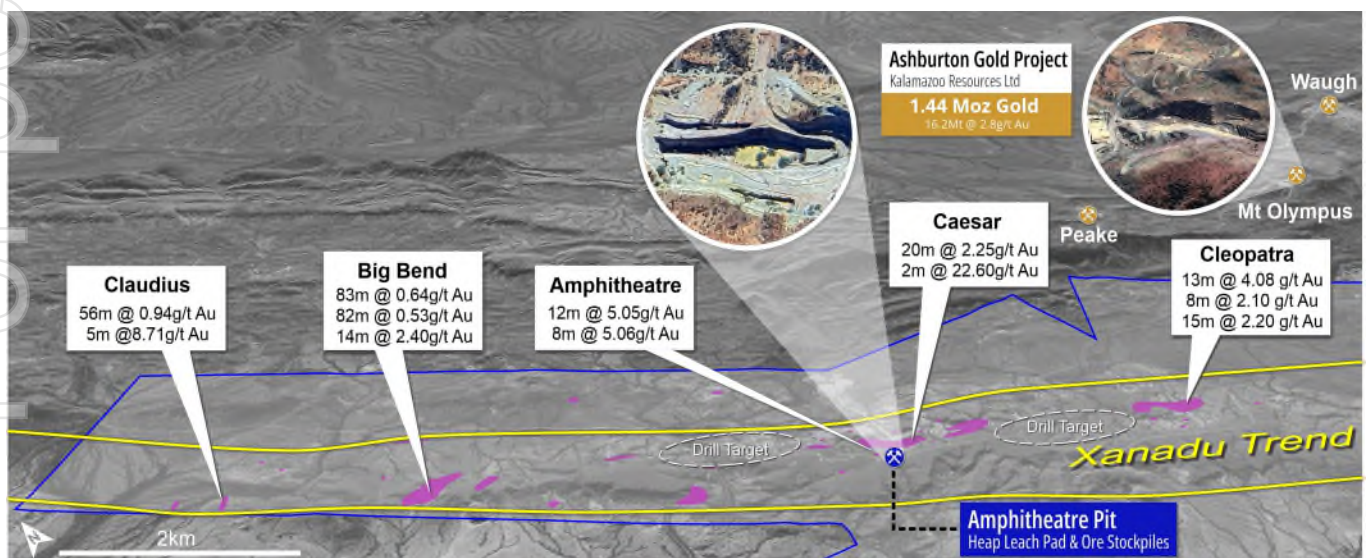 Ashburton Gold Project
Kalamazoo Resources Ltd
1.44 Moz Gold
16.2Mt @ 2.8g/t Au
Waugh
Mt Olympus
Peake
Caesar
20m @ 2.25g/t Au
2m @ 22.60g/t Au
Cleopatra
13m @ 4.08 g/t Au
8m @ 2.10 g/t Au
15m @ 2.20 g/t Au
Claudius
56m @ 0.94g/t Au
5m @8.71g/t Au
Big Bend
83m @ 0.64g/t Au
82m @ 0.53g/t Au
14m @ 2.40g/t Au
Amphitheatre
12m @ 5.05g/t Au
8m @ 5.06g/t Au
Drill Target
Drill Target
Xanadu Trend
Amphitheatre Pit
Heap Leach Pad & Ore Stockpiles
N
2km